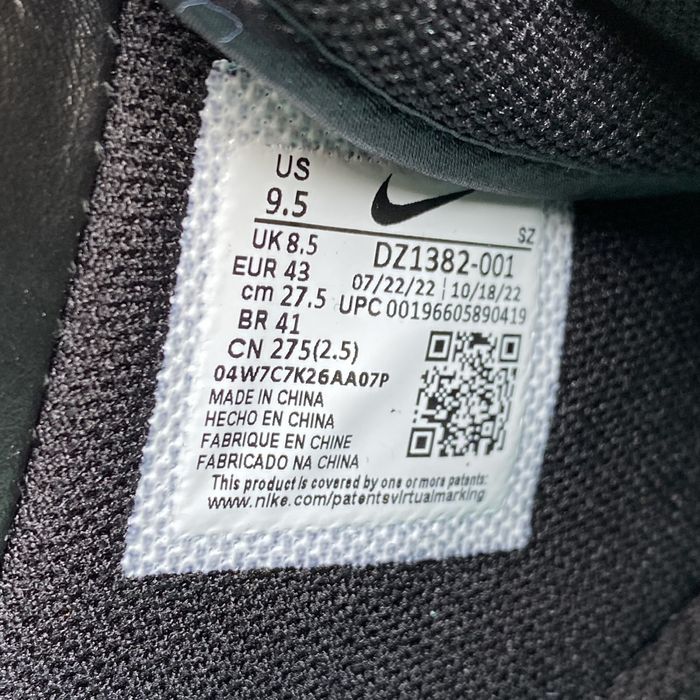 US
9.5
SZ
UK 8.5
DZ1382-001
EUR 43
07/22/22 | 10/18/22
cm 27.5
UPC 00196605890419
BR 41
CN 275(2.5)
04W7C7K26AA07P
MADE IN CHINA
HECHO EN CHINA
FABRIQUE EN CHINE
FABRICADO NA CHINA
This product is covered by one or more patents:
www.nike.com/patentsvirtualmarking